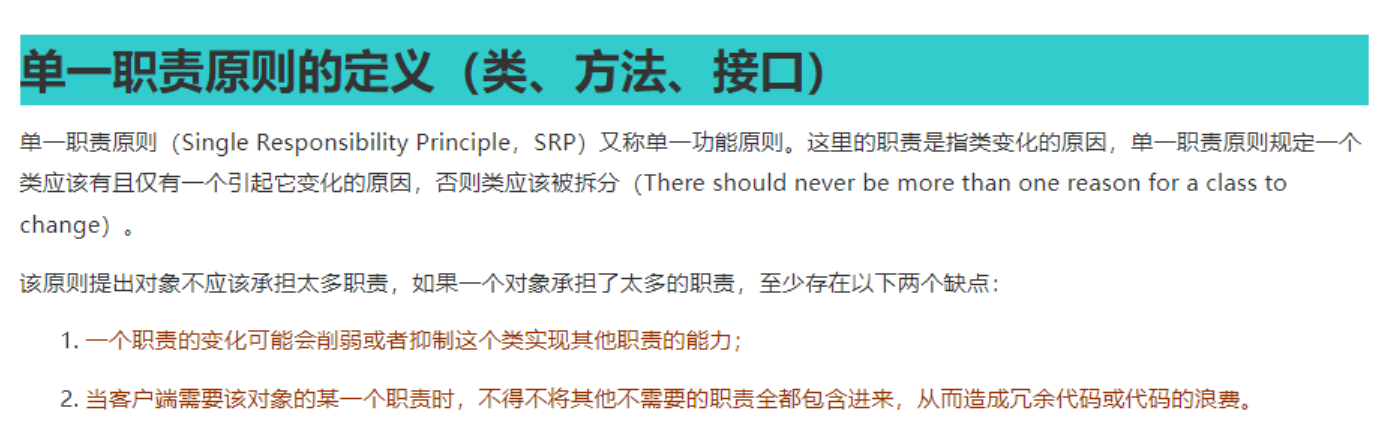 单一职责原则的定义（类、方法、接口）
单一职责原则（Single Responsibility Principle，SRP）又称单一功能原则。这里的职责是指类变化的原因，单一职责原则规定一个
类应该有且仅有一个引起它变化的原因，否则类应该被拆分（There should never be more than one reason for a class to
change）。
该原则提出对象不应该承担太多职责，如果一个对象承担了太多的职责，至少存在以下两个缺点：
1. 一个职责的变化可能会削弱或者抑制这个类实现其他职责的能力；
2. 当客户端需要该对象的某一个职责时，不得不将其他不需要的职责全都包含进来，从而造成冗余代码或代码的浪费。